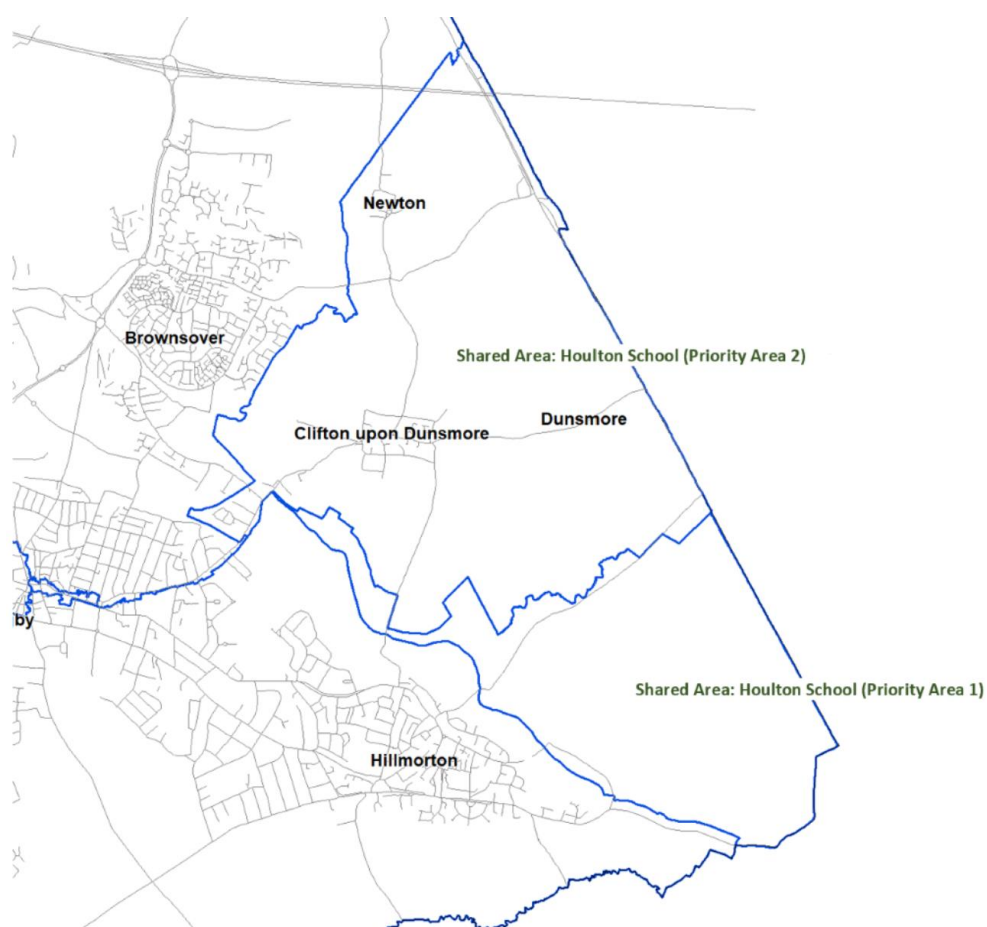 Newton
Brownsover
Shared Area: Houlton School (Priority Area 2)
Dunsmore
Clifton upon Dunsmore
by
Shared Area: Houlton School (Priority Area 1)
Hillmorton